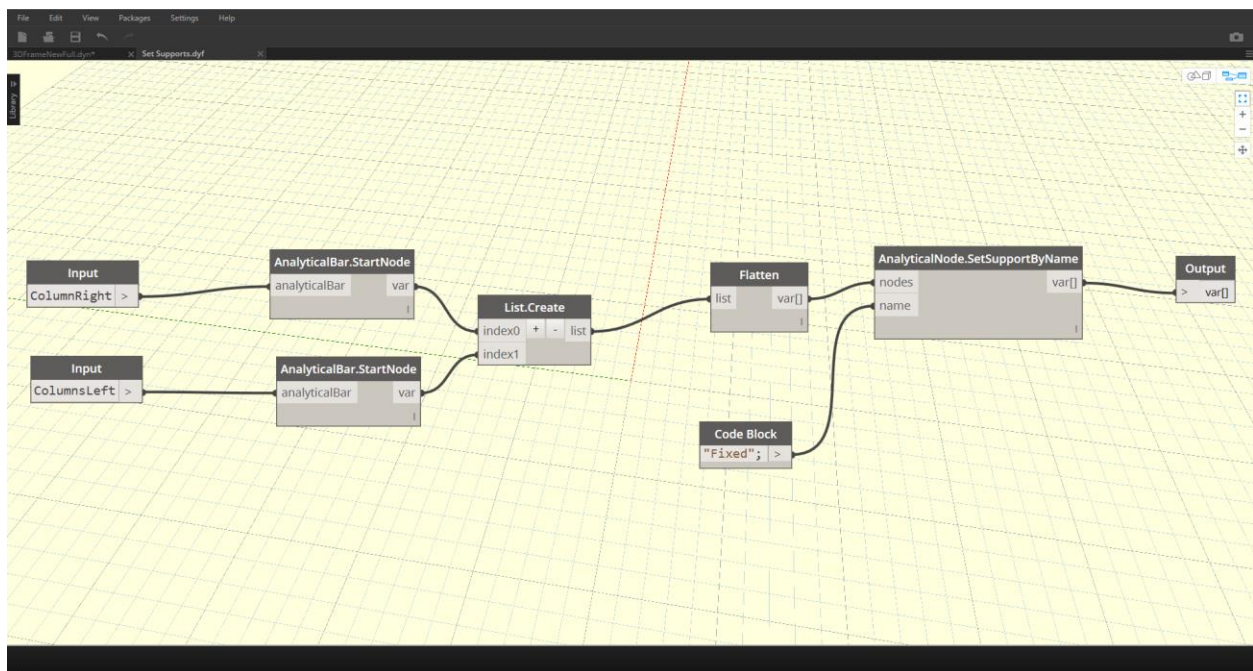 File Edit View Packages Settings Help
3DFrameNewFull.dyn* X Set Supports.dyf X
Library
Input
ColumnRight >
AnalyticalBar.StartNode
analyticalBar var
l
List.Create
index0 + - list
index1
l
Flatten
list var[]
l
AnalyticalNode.SetSupportByName
nodes var[]
name
l
Output
> var[]
Input
ColumnsLeft >
AnalyticalBar.StartNode
analyticalBar var
l
Code Block
"Fixed"; >